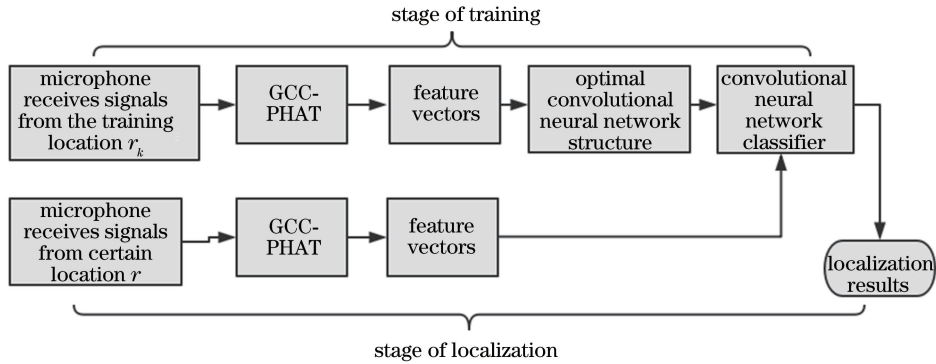 stage of training
microphone
receives signals
from the training
location r_k
GCC-
PHAT
feature
vectors
optimal
convolutional
neural network
structure
convolutional
neural
network
classifier
microphone
receives signals
from certain
location r
GCC-
PHAT
feature
vectors
localization
results
stage of localization